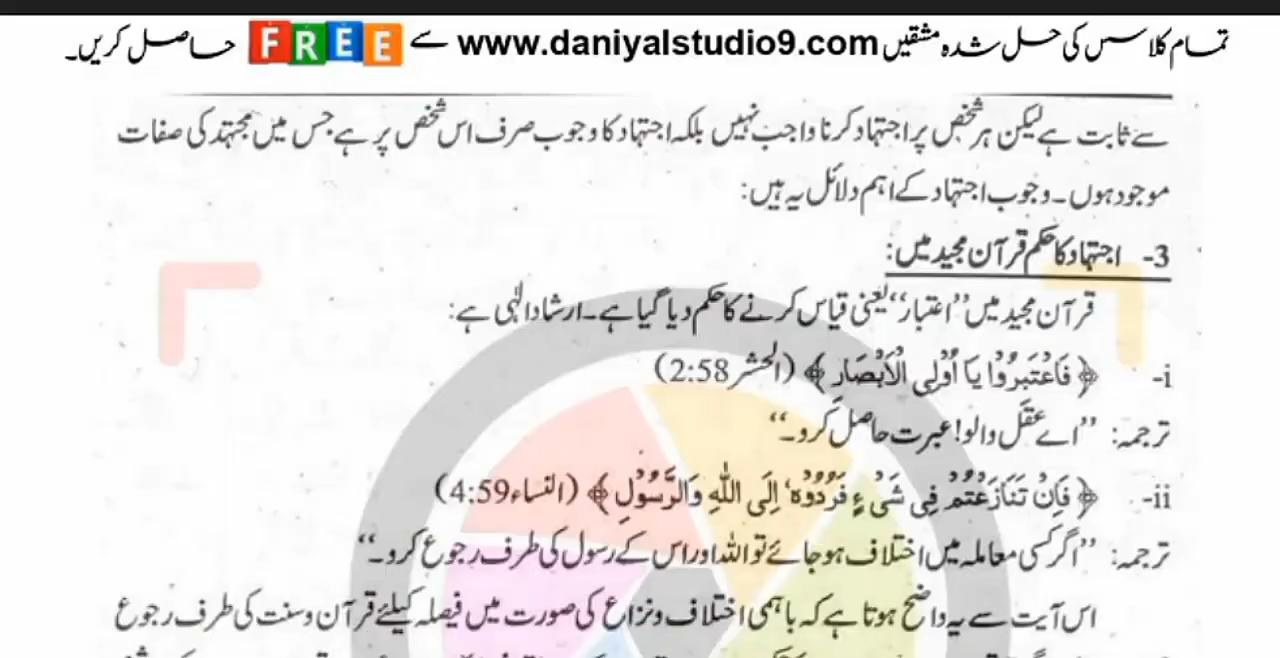 تمام کلاسس کی حل شدہ مشقیں www.daniyalstudio9.com سے FREE حاصل کریں۔
سے ثابت ہے لیکن ہر شخص پر اجتہاد کرنا واجب نہیں بلکہ اجتہاد کا وجوب صرف اس شخص پر ہے جس میں مجتہد کی صفات
موجود ہوں۔ وجوب اجتہاد کے اہم دلائل یہ ہیں:
3- اجتہاد کا حکم قرآن مجید میں:
قرآن مجید میں ”اعتبار“ یعنی قیاس کرنے کا حکم دیا گیا ہے۔ ارشاد الٰہی ہے:
i- ﴿فَاعْتَبِرُوْا يَا اُوْلِى الْاَبْصَارِ﴾ (الحشر 2:58)
ترجمہ: ”اے عقل والو! عبرت حاصل کرو۔“
ii- ﴿فَاِنْ تَنَازَعْتُمْ فِى شَىْءٍ فَرُدُّوْهُ اِلَى اللّٰهِ وَالرَّسُوْلِ﴾ (النساء 4:59)
ترجمہ: ”اگر کسی معاملہ میں اختلاف ہو جائے تو اللہ اور اس کے رسول کی طرف رجوع کرو۔“
اس آیت سے یہ واضح ہوتا ہے کہ باہمی اختلاف و نزاع کی صورت میں فیصلہ کیلئے قرآن و سنت کی طرف رجوع